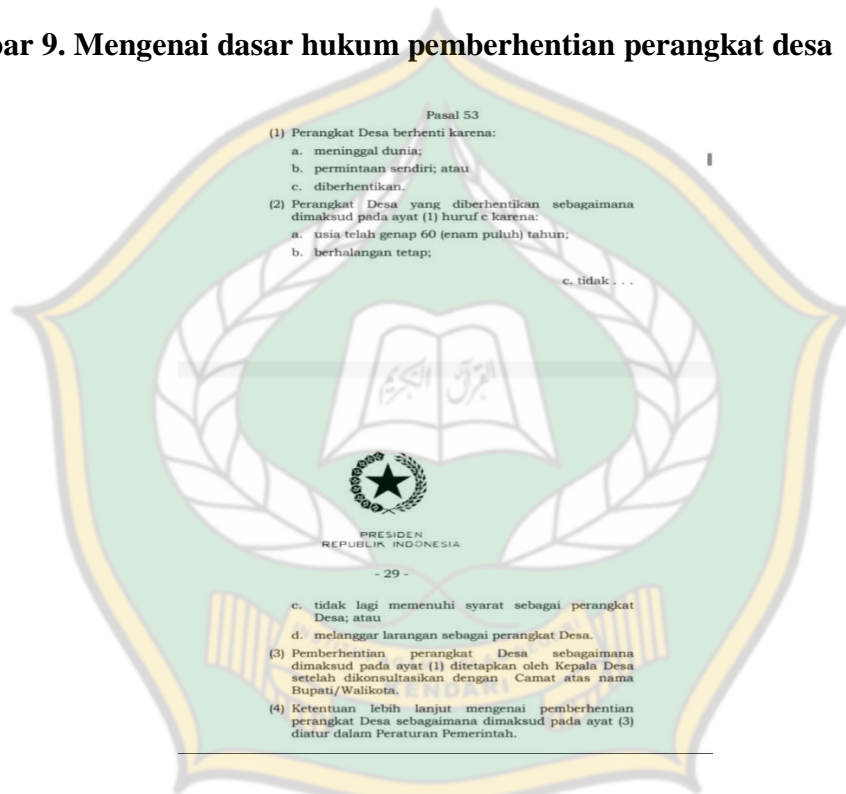 bar 9. Mengenai dasar hukum pemberhentian perangkat desa
Pasal 53
(1) Perangkat Desa berhenti karena:
a. meninggal dunia;
b. permintaan sendiri; atau
c. diberhentikan.
(2) Perangkat Desa yang diberhentikan sebagaimana
dimaksud pada ayat (1) huruf c karena:
a. usia telah genap 60 (enam puluh) tahun;
b. berhalangan tetap;
c. tidak . . .
القرآن الكريم
PRESIDEN
REPUBLIK INDONESIA
- 29 -
c. tidak lagi memenuhi syarat sebagai perangkat
Desa; atau
d. melanggar larangan sebagai perangkat Desa.
(3) Pemberhentian perangkat Desa sebagaimana
dimaksud pada ayat (1) ditetapkan oleh Kepala Desa
setelah dikonsultasikan dengan Camat atas nama
Bupati/Walikota.
KENDARI
(4) Ketentuan lebih lanjut mengenai pemberhentian
perangkat Desa sebagaimana dimaksud pada ayat (3)
diatur dalam Peraturan Pemerintah.